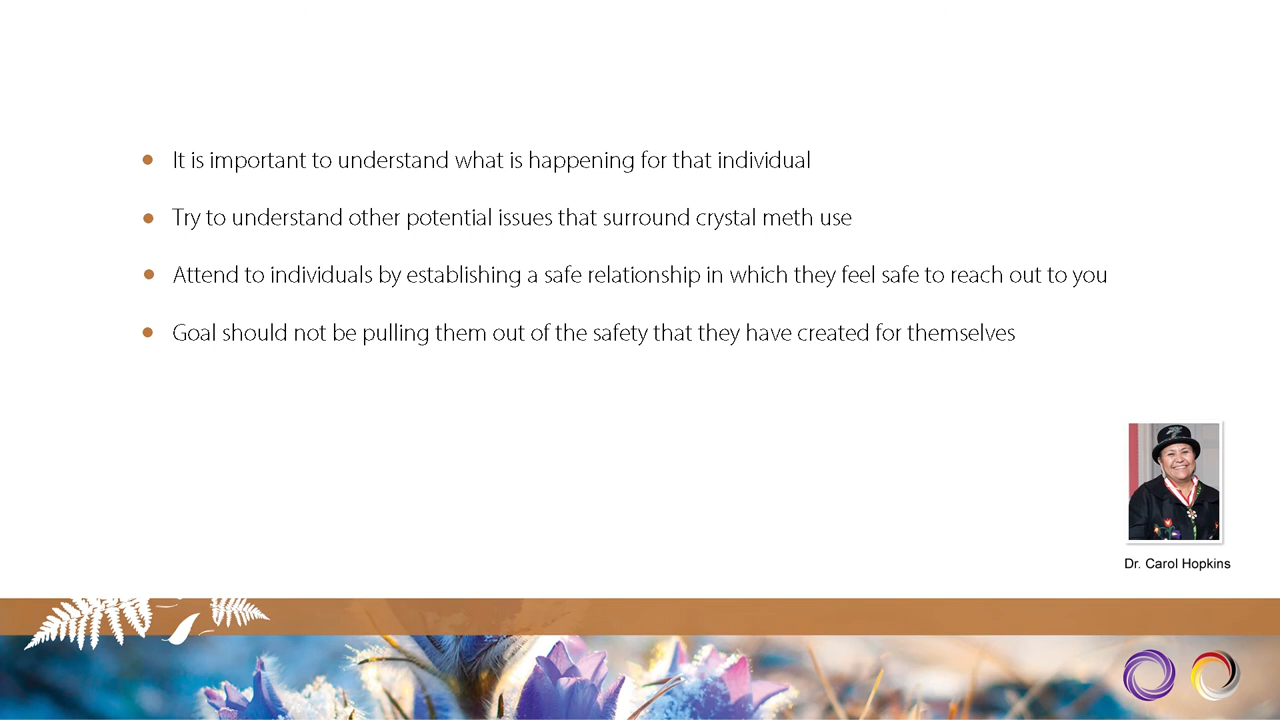 It is important to understand what is happening for that individual
Try to understand other potential issues that surround crystal meth use
Attend to individuals by establishing a safe relationship in which they feel safe to reach out to you
Goal should not be pulling them out of the safety that they have created for themselves
Dr. Carol Hopkins